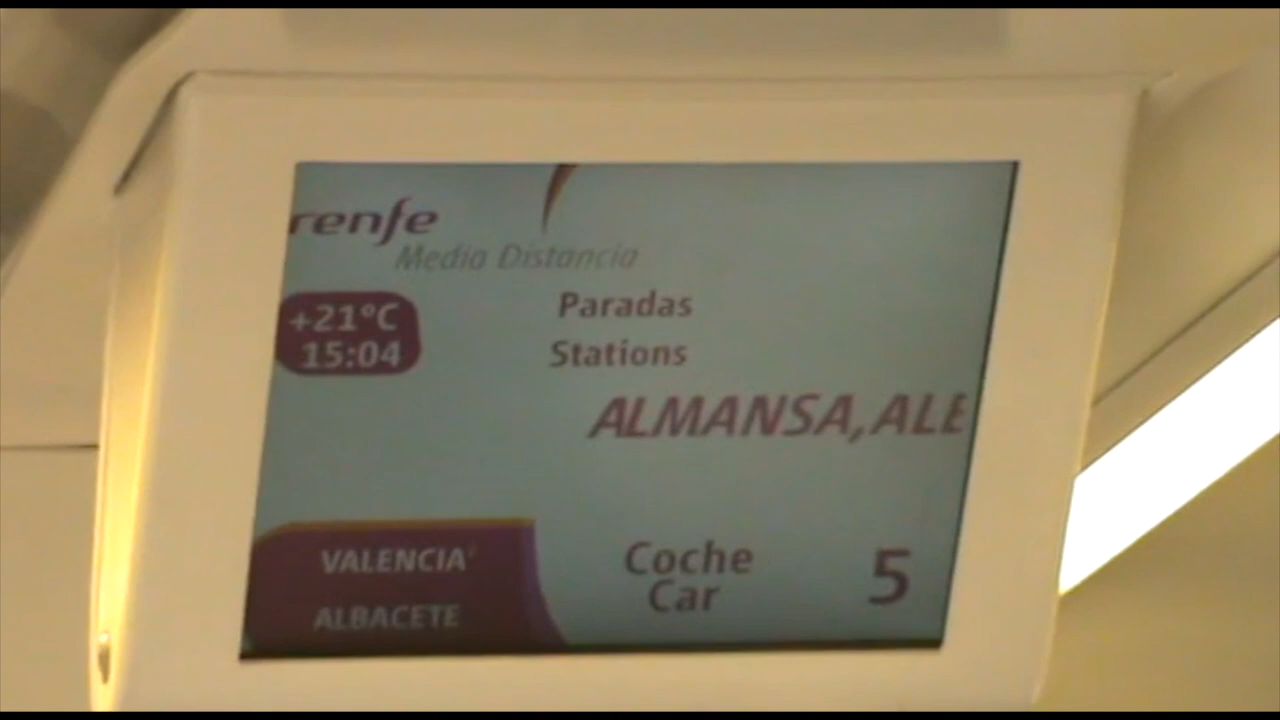 renfe
Media Distancia
+21°C
15:04
Paradas
Stations
ALMANSA, ALE
VALENCIA
ALBACETE
Coche
Car
5